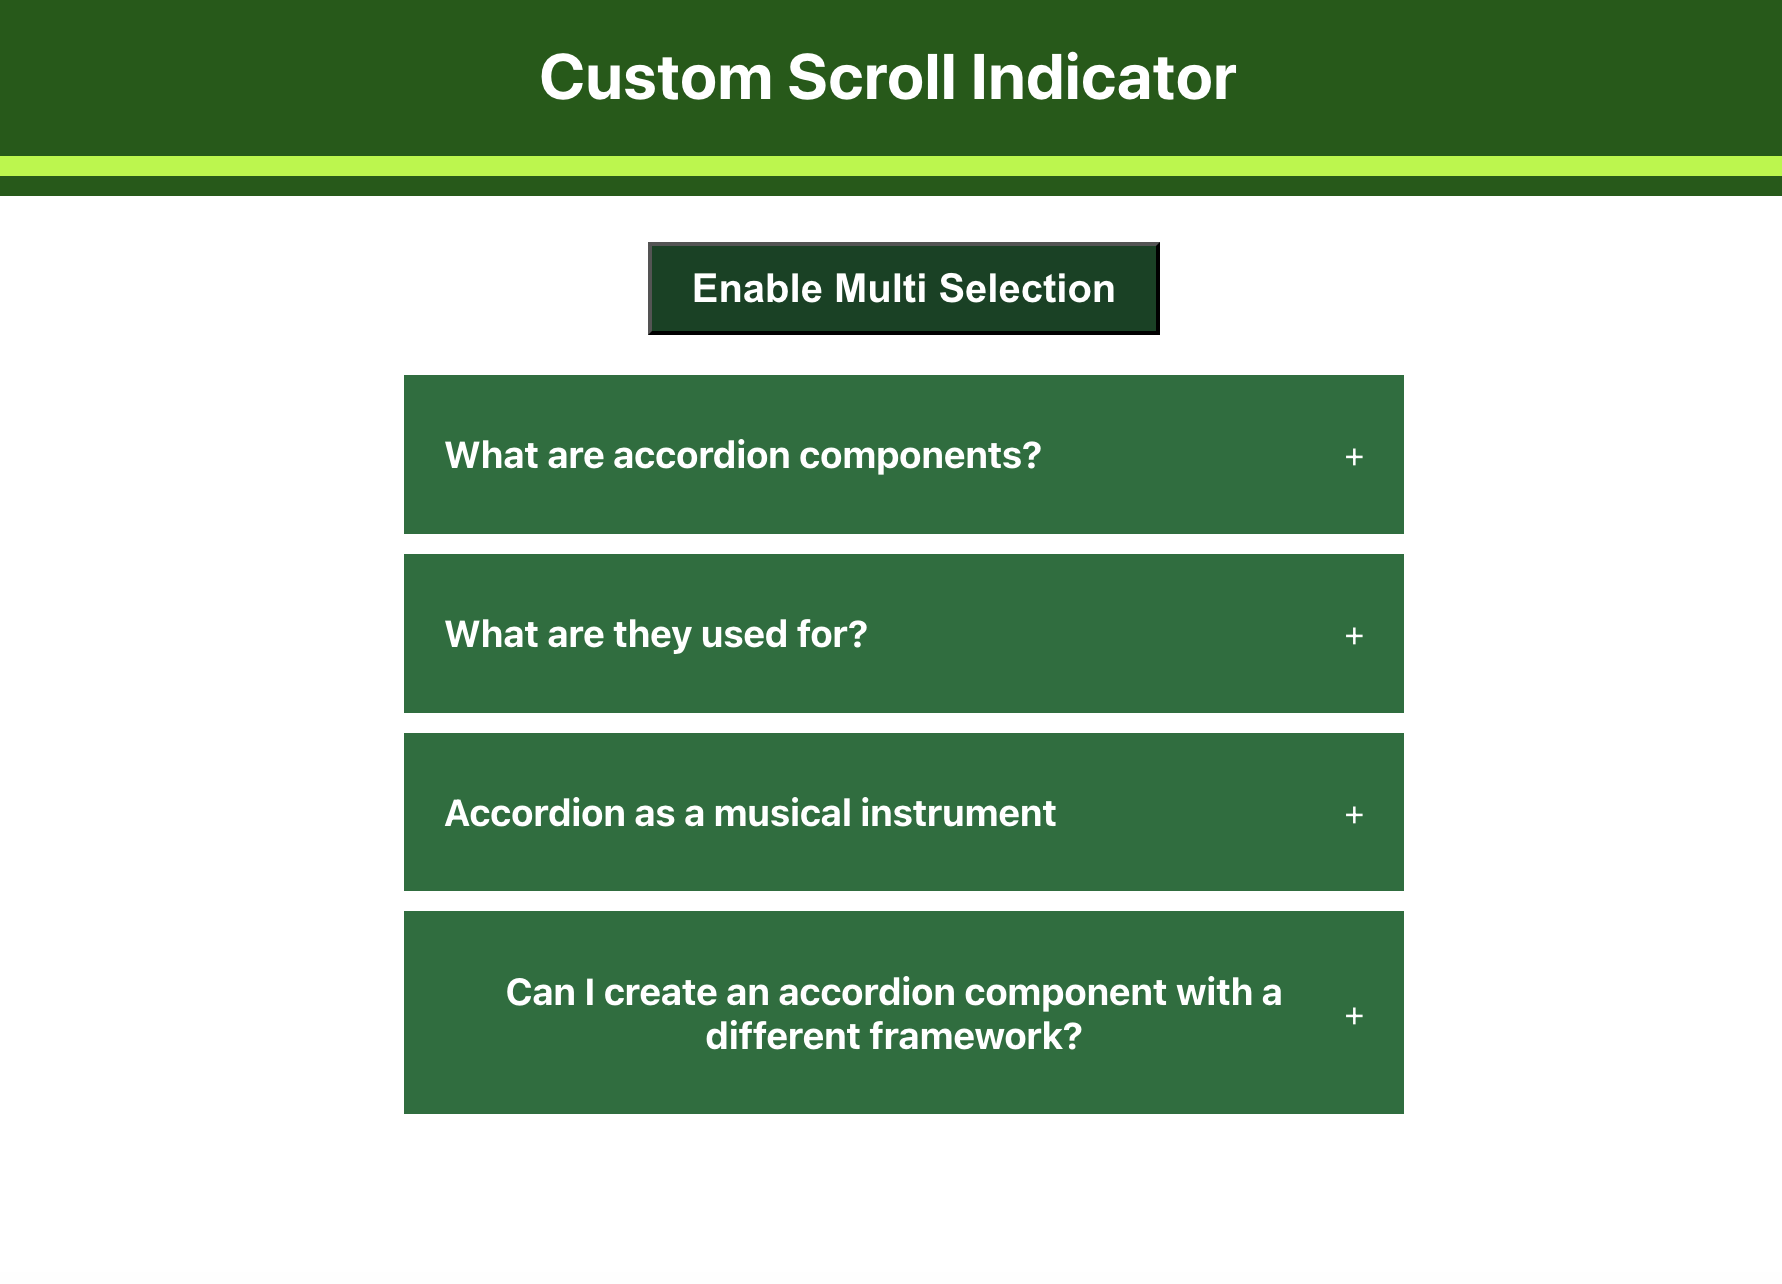 Custom Scroll Indicator
Enable Multi Selection
What are accordion components?
+
What are they used for?
+
Accordion as a musical instrument
+
Can I create an accordion component with a
different framework?
+